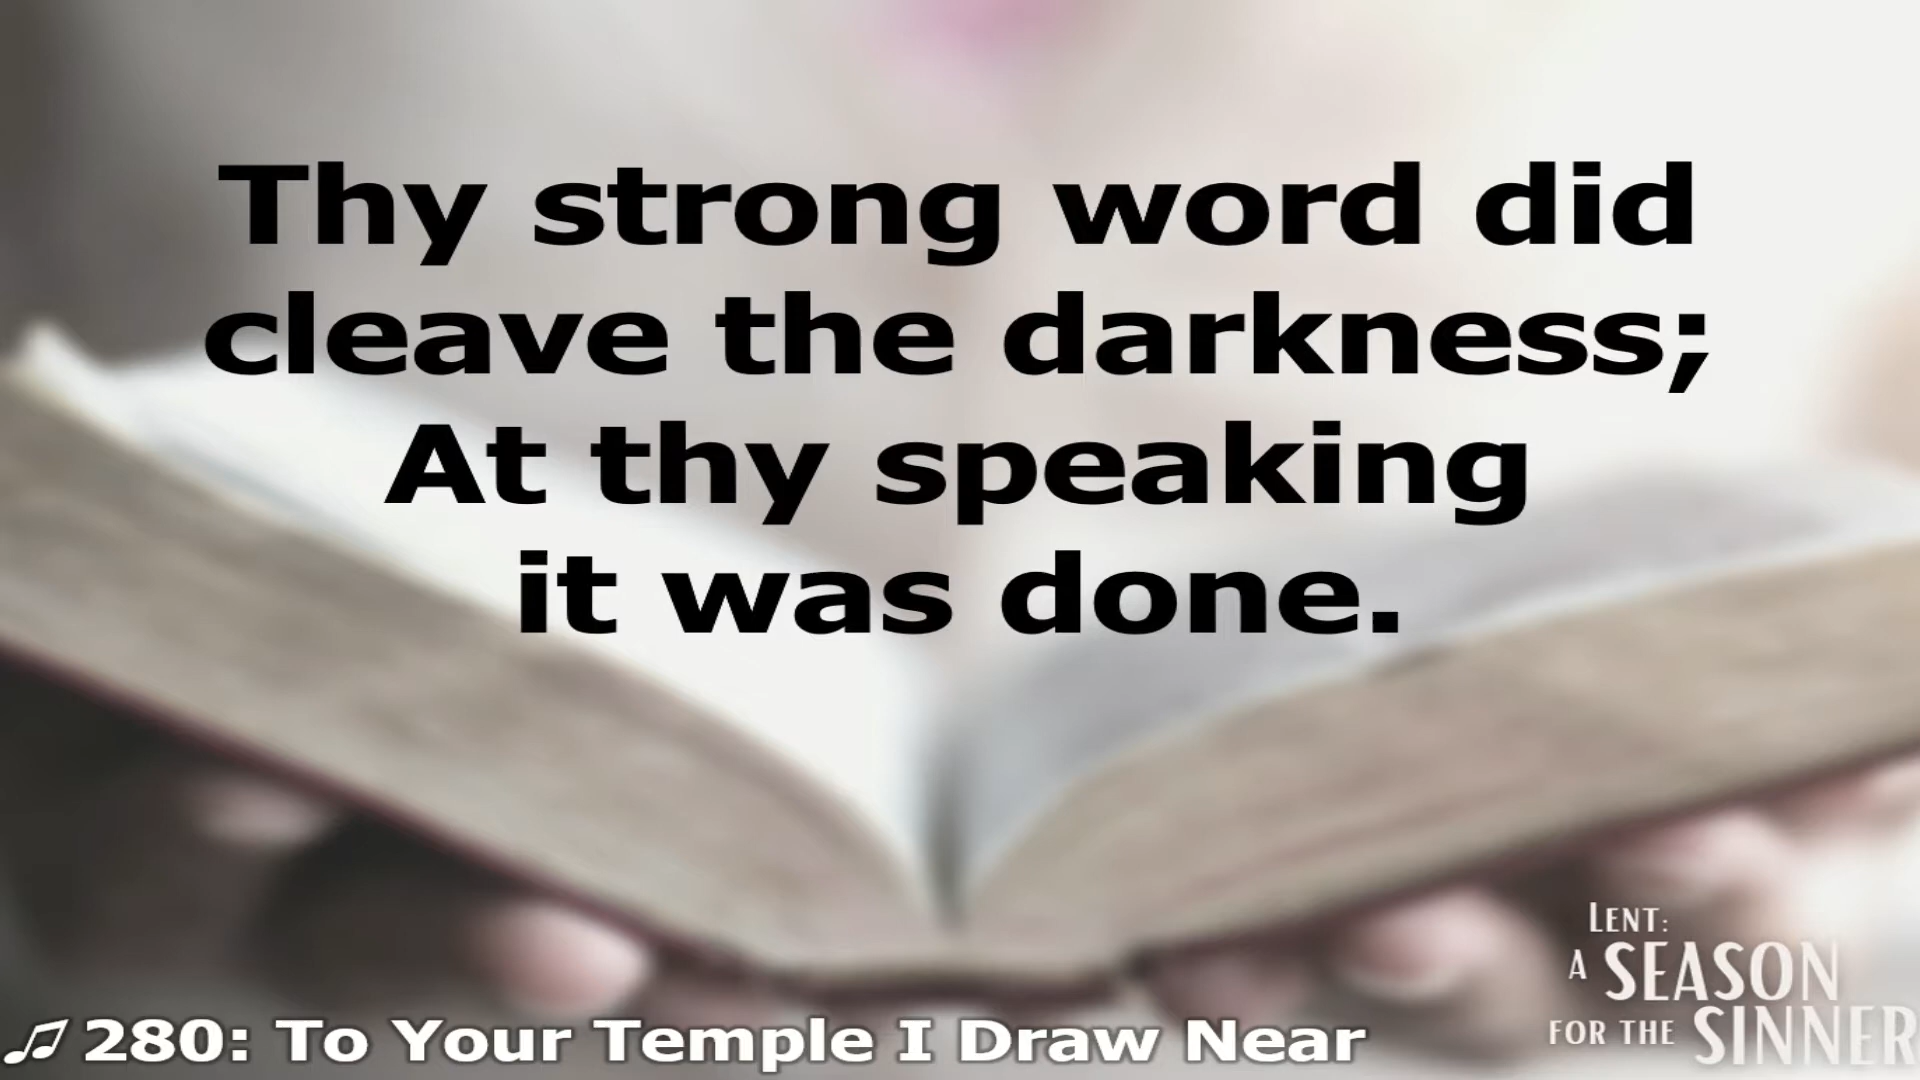 Thy strong word did
cleave the darkness;
At thy speaking
it was done.
LENT:
A SEASON
FOR THE SINNER
♫ 280: To Your Temple I Draw Near